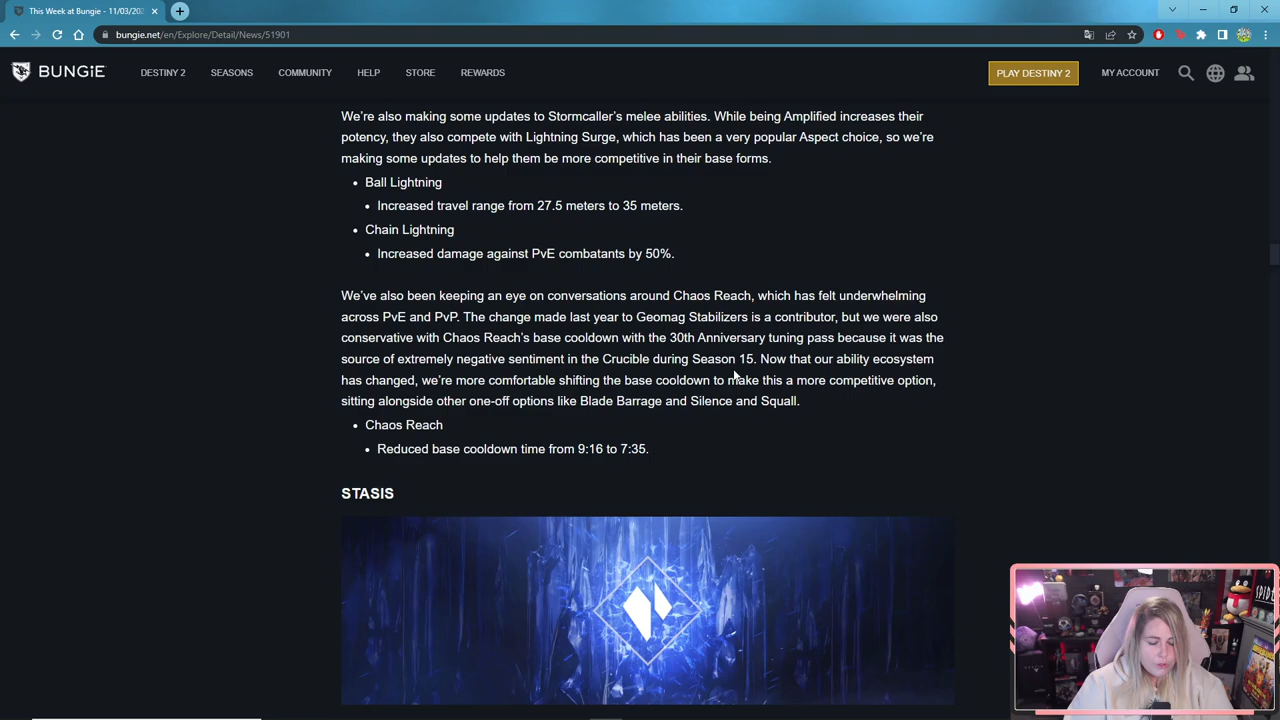 This Week at Bungie - 11/03/202
bungie.net/en/Explore/Detail/News/51901
BUNGiE
DESTINY 2
SEASONS
COMMUNITY
HELP
STORE
REWARDS
PLAY DESTINY 2
MY ACCOUNT
We're also making some updates to Stormcaller's melee abilities. While being Amplified increases their
potency, they also compete with Lightning Surge, which has been a very popular Aspect choice, so we're
making some updates to help them be more competitive in their base forms.
• Ball Lightning
• Increased travel range from 27.5 meters to 35 meters.
• Chain Lightning
• Increased damage against PvE combatants by 50%.
We've also been keeping an eye on conversations around Chaos Reach, which has felt underwhelming
across PvE and PvP. The change made last year to Geomag Stabilizers is a contributor, but we were also
conservative with Chaos Reach's base cooldown with the 30th Anniversary tuning pass because it was the
source of extremely negative sentiment in the Crucible during Season 15. Now that our ability ecosystem
has changed, we're more comfortable shifting the base cooldown to make this a more competitive option,
sitting alongside other one-off options like Blade Barrage and Silence and Squall.
• Chaos Reach
• Reduced base cooldown time from 9:16 to 7:35.
STASIS